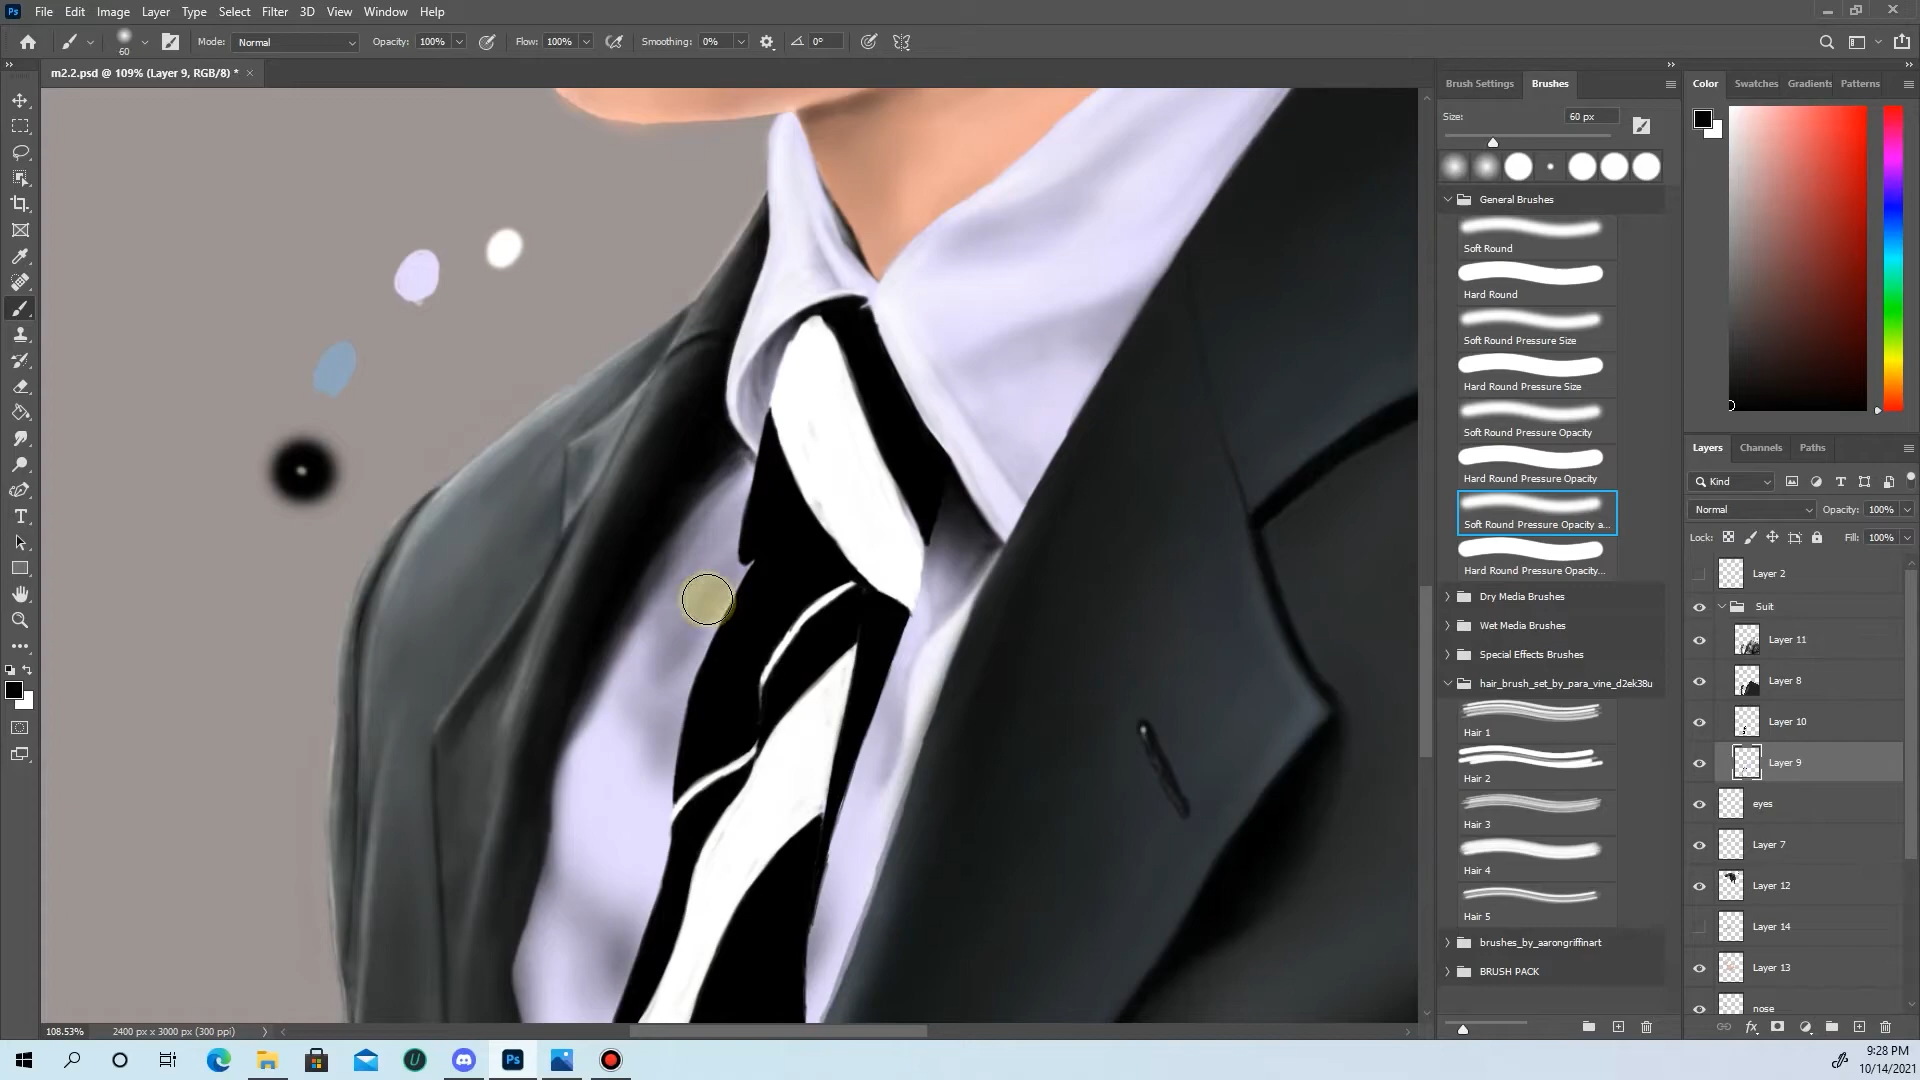 Ps File Edit Image Layer Type Select Filter 3D View Window Help
60 Mode: Normal Opacity: 100% Flow: 100% Smoothing: 0% 0°
m2.2.psd @ 109% (Layer 9, RGB/8) * ×
Brush Settings Brushes
Size: 60 px
General Brushes
Soft Round
Hard Round
Soft Round Pressure Size
Hard Round Pressure Size
Soft Round Pressure Opacity
Hard Round Pressure Opacity
Soft Round Pressure Opacity a...
Hard Round Pressure Opacity...
Dry Media Brushes
Wet Media Brushes
Special Effects Brushes
hair_brush_set_by_para_vine_d2ek38u
Hair 1
Hair 2
Hair 3
Hair 4
Hair 5
brushes_by_aarongriffinart
BRUSH PACK
Color Swatches Gradients Patterns
Layers Channels Paths
Kind
Normal Opacity: 100%
Lock: Fill: 100%
Layer 2
Suit
Layer 11
Layer 8
Layer 10
Layer 9
eyes
Layer 7
Layer 12
Layer 14
Layer 13
nose
108.53% 2400 px x 3000 px (300 ppi)
Ps
9:28 PM
10/14/2021